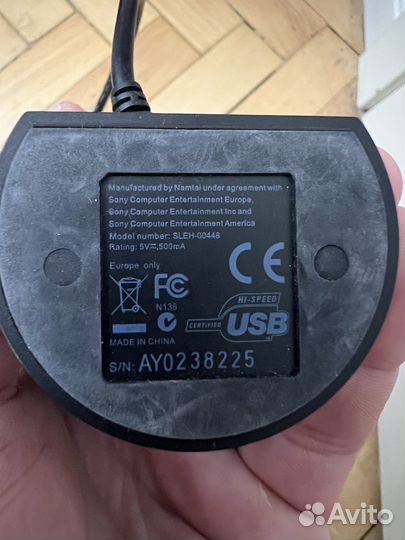 Manufactured by Namtai under agreement with
Sony Computer Entertainment Europe,
Sony Computer Entertainment Inc and
Sony Computer Entertainment America
Model number: SLEH-00448
Rating: 5V⎓,500mA
Europe only
CE
FC
N136
HI-SPEED
CERTIFIED USB
MADE IN CHINA
S/N: AY0238225
Avito